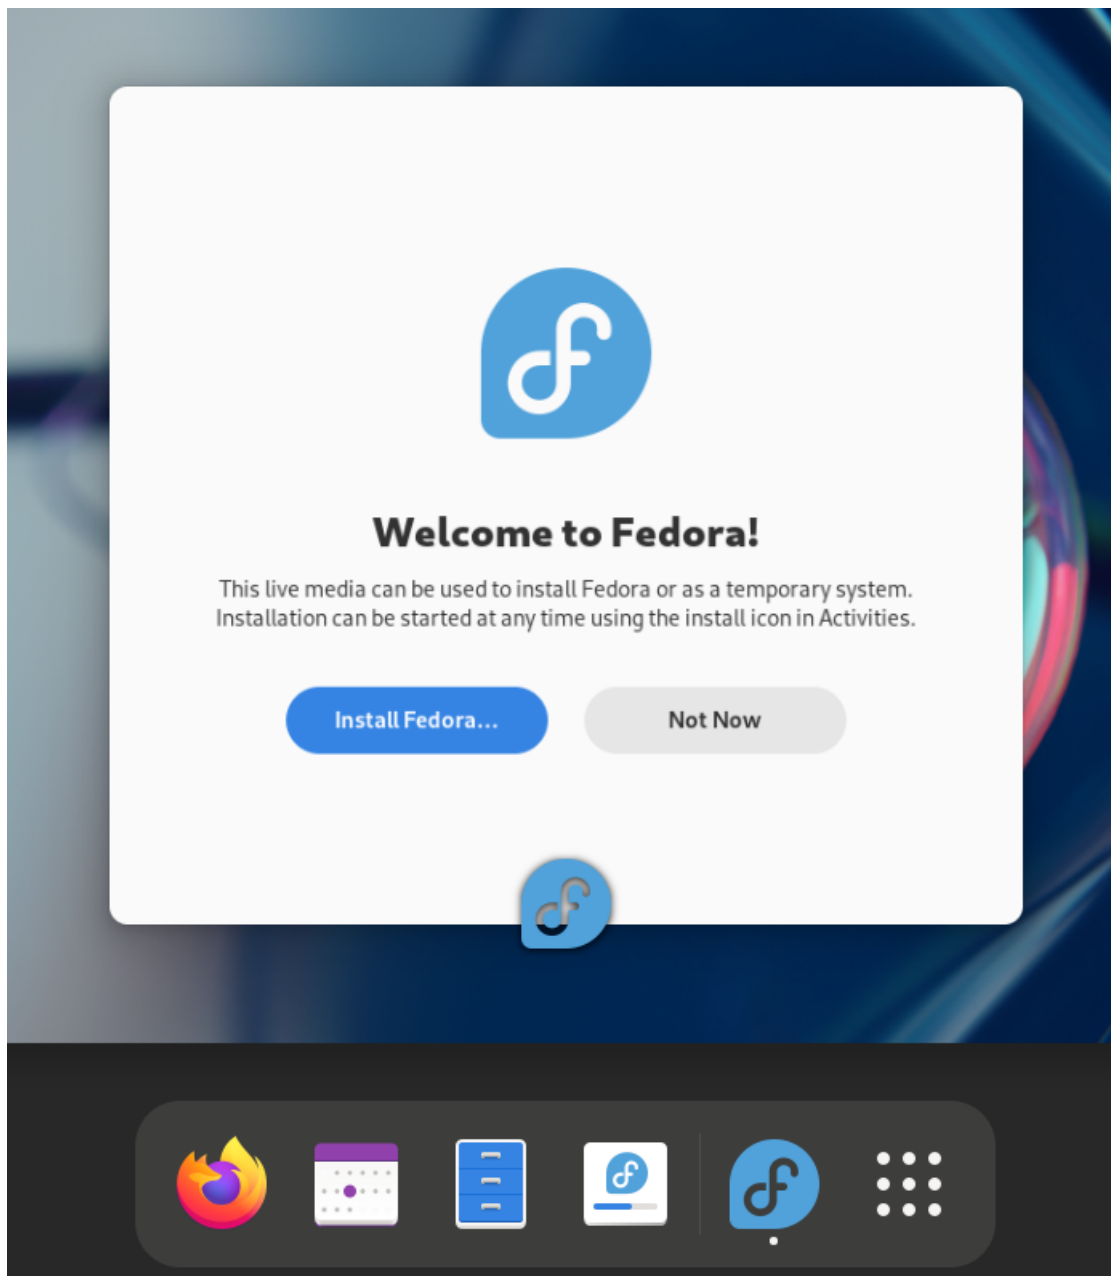 Welcome to Fedora!
This live media can be used to install Fedora or as a temporary system.
Installation can be started at any time using the install icon in Activities.
Install Fedora...
Not Now